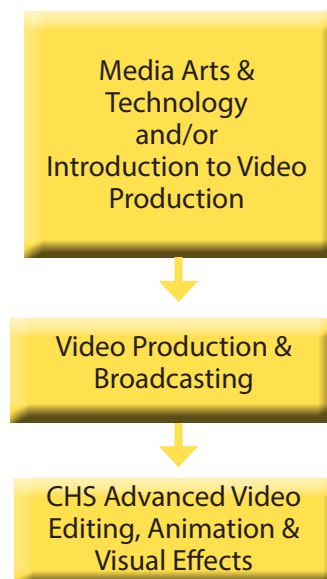 Media Arts &
Technology
and/or
Introduction to Video
Production
Video Production &
Broadcasting
CHS Advanced Video
Editing, Animation &
Visual Effects